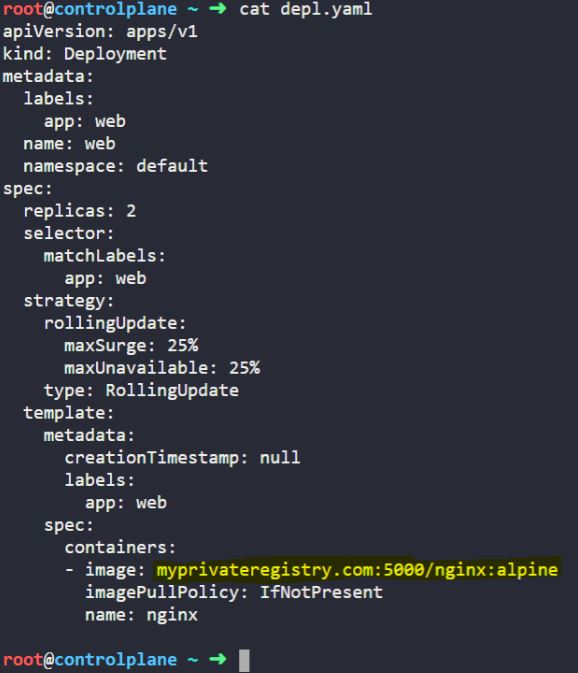 root@controlplane ~ ➜ cat depl.yaml
apiVersion: apps/v1
kind: Deployment
metadata:
  labels:
    app: web
  name: web
  namespace: default
spec:
  replicas: 2
  selector:
    matchLabels:
      app: web
  strategy:
    rollingUpdate:
      maxSurge: 25%
      maxUnavailable: 25%
    type: RollingUpdate
  template:
    metadata:
      creationTimestamp: null
      labels:
        app: web
    spec:
      containers:
      - image: myprivateregistry.com:5000/nginx:alpine
        imagePullPolicy: IfNotPresent
        name: nginx
root@controlplane ~ ➜